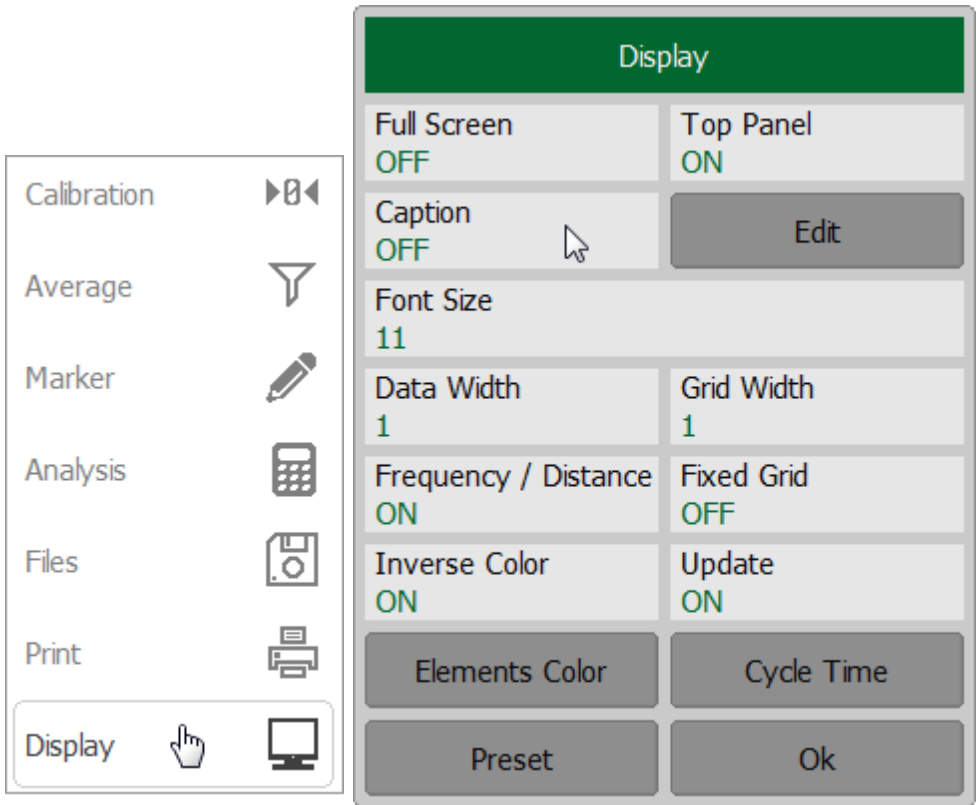 Calibration
Average
Marker
Analysis
Files
Print
Display
Display
Full Screen
OFF
Top Panel
ON
Caption
OFF
Edit
Font Size
11
Data Width
1
Grid Width
1
Frequency / Distance
ON
Fixed Grid
OFF
Inverse Color
ON
Update
ON
Elements Color
Cycle Time
Preset
Ok